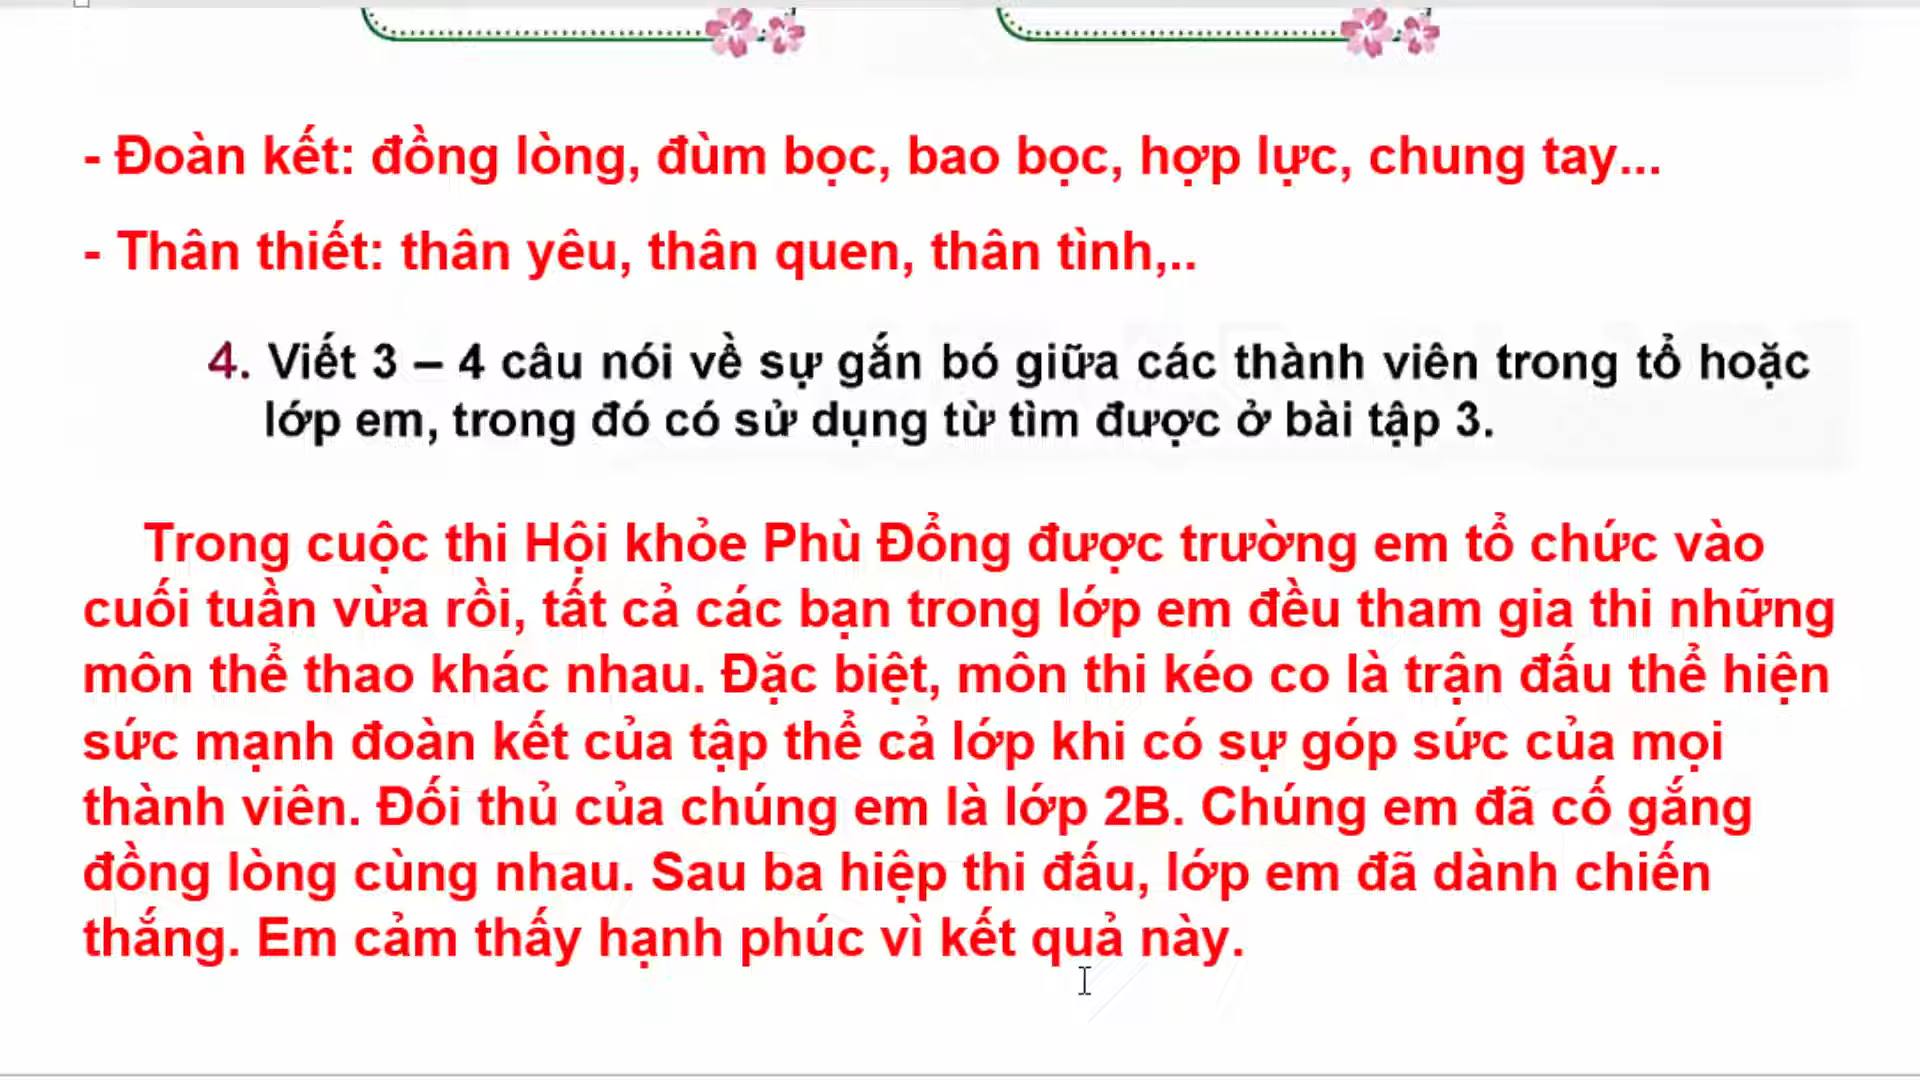 - Đoàn kết: đồng lòng, đùm bọc, bao bọc, hợp lực, chung tay...
- Thân thiết: thân yêu, thân quen, thân tình,..
4. Viết 3 – 4 câu nói về sự gắn bó giữa các thành viên trong tổ hoặc
lớp em, trong đó có sử dụng từ tìm được ở bài tập 3.
Trong cuộc thi Hội khỏe Phù Đổng được trường em tổ chức vào
cuối tuần vừa rồi, tất cả các bạn trong lớp em đều tham gia thi những
môn thể thao khác nhau. Đặc biệt, môn thi kéo co là trận đấu thể hiện
sức mạnh đoàn kết của tập thể cả lớp khi có sự góp sức của mọi
thành viên. Đối thủ của chúng em là lớp 2B. Chúng em đã cố gắng
đồng lòng cùng nhau. Sau ba hiệp thi đấu, lớp em đã dành chiến
thắng. Em cảm thấy hạnh phúc vì kết quả này.